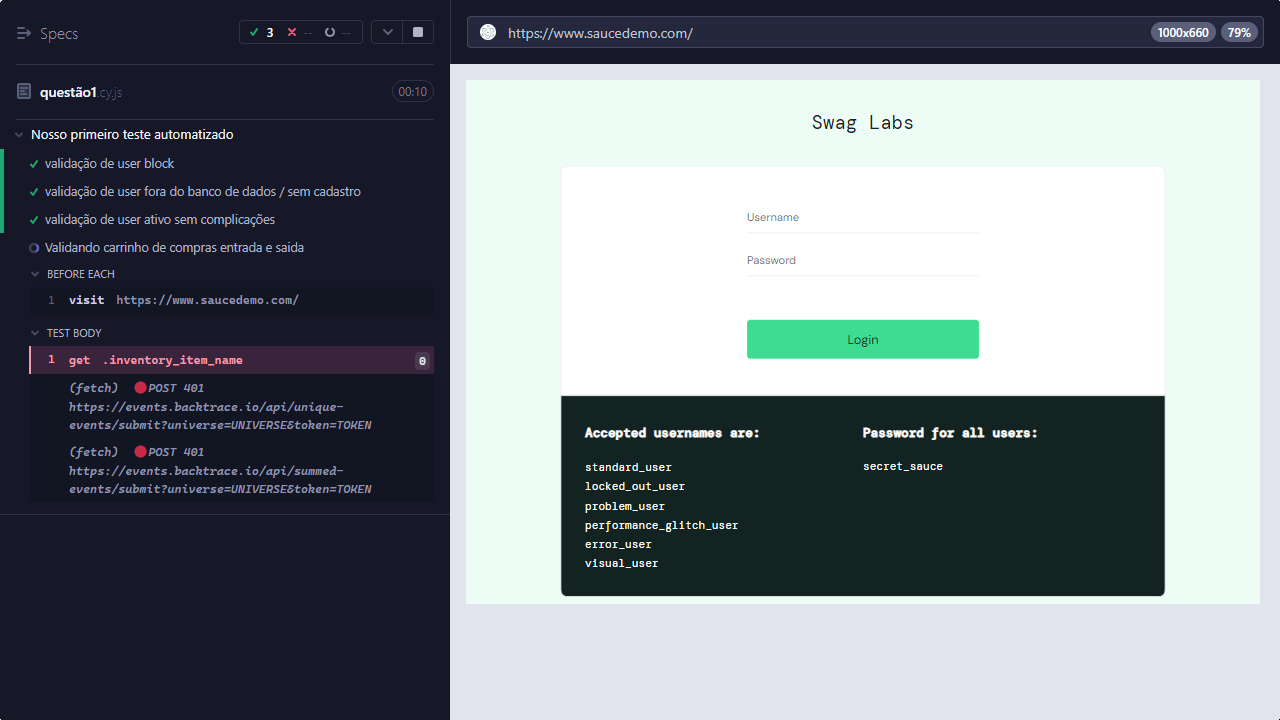 Specs
3 -- --
questão1.cy.js
00:10
Nosso primeiro teste automatizado
validação de user block
validação de user fora do banco de dados / sem cadastro
validação de user ativo sem complicações
Validando carrinho de compras entrada e saida
BEFORE EACH
1 visit https://www.saucedemo.com/
TEST BODY
1 get .inventory_item_name 0
(fetch) POST 401
https://events.backtrace.io/api/unique-
events/submit?universe=UNIVERSE&token=TOKEN
(fetch) POST 401
https://events.backtrace.io/api/summed-
events/submit?universe=UNIVERSE&token=TOKEN
https://www.saucedemo.com/
1000x660 79%
Swag Labs
Username
Password
Login
Accepted usernames are:
standard_user
locked_out_user
problem_user
performance_glitch_user
error_user
visual_user
Password for all users:
secret_sauce